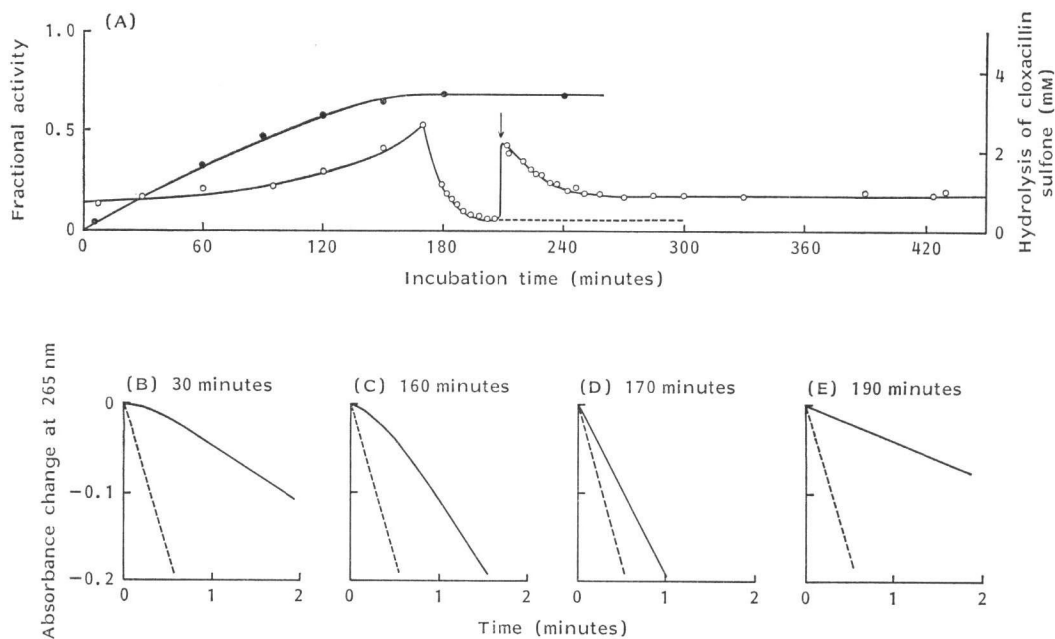 (A)
Fractional activity
1.0
0.5
0
0 60 120 180 240 300 360 420
Incubation time (minutes)
4
2
0
Hydrolysis of cloxacillin
sulfone (mM)
Absorbance change at 265 nm
0
−0.1
−0.2
(B) 30 minutes
0 1 2
(C) 160 minutes
0 1 2
(D) 170 minutes
0 1 2
(E) 190 minutes
0 1 2
Time (minutes)